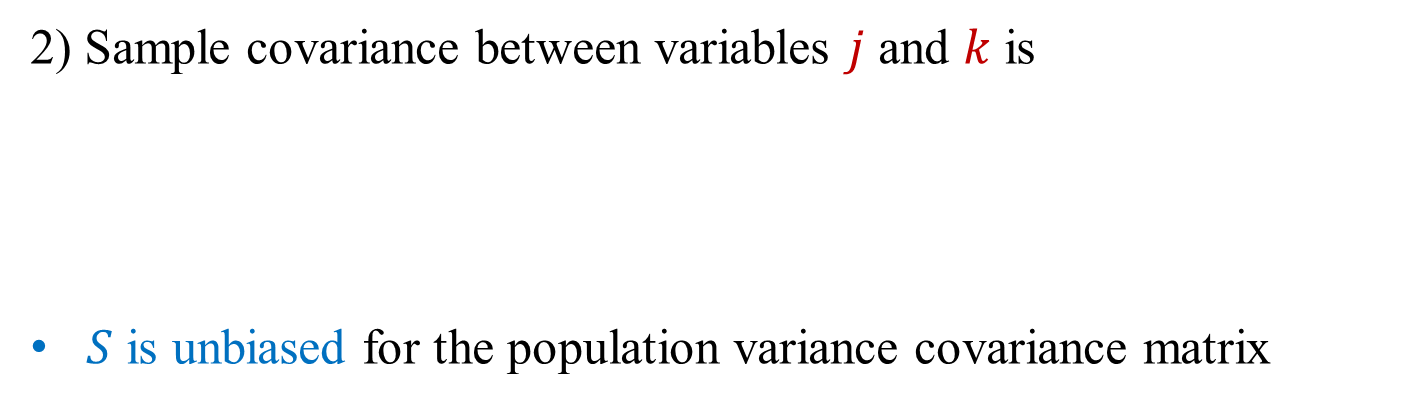 2) Sample covariance between variables j and k is
• S is unbiased for the population variance covariance matrix